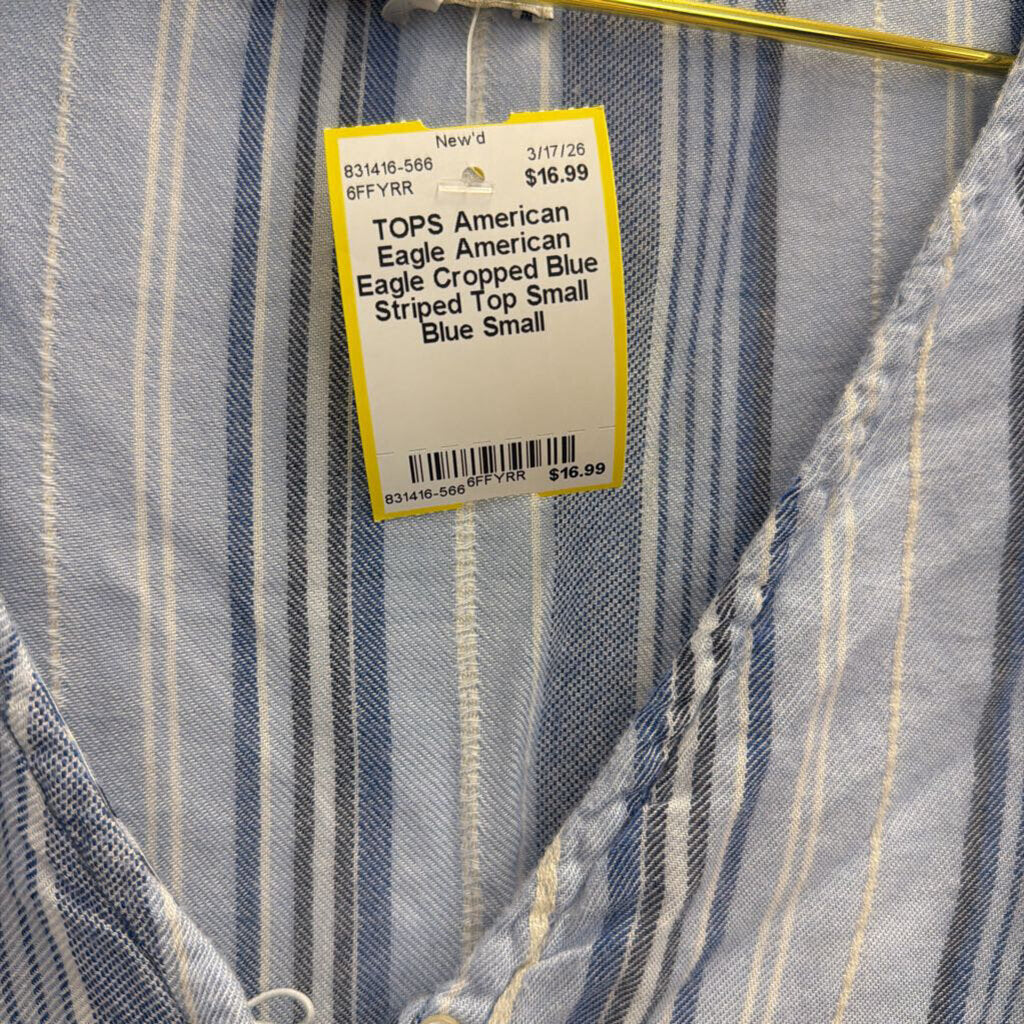 New'd
831416-566 3/17/26
6FFYRR $16.99
TOPS American
Eagle American
Eagle Cropped Blue
Striped Top Small
Blue Small
831416-566 6FFYRR $16.99